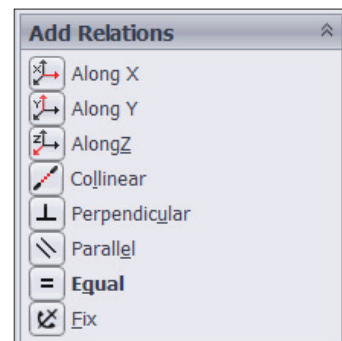 Add Relations
Along X
Along Y
AlongZ
Collinear
Perpendicular
Parallel
Equal
Fix